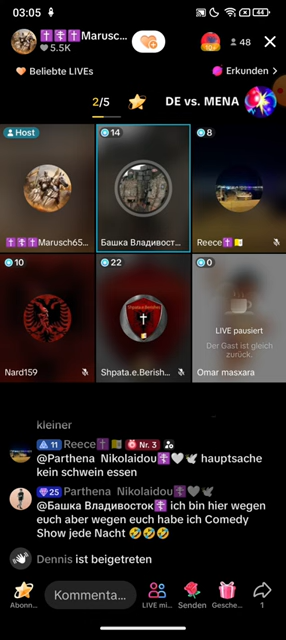 03:05
44
✝️☦️✝️Marusc...
5.5K
48
Beliebte LIVEs
Erkunden >
2/5
DE vs. MENA
Host
14
8
✝️☦️✝️Marusch65...
Башка Владивост...
Reece✝️
10
22
0
LIVE pausiert
Der Gast ist gleich
zurück.
Nard159
Shpata.e.Berish...
Omar masxara
kleiner
11 Reece✝️ Nr. 3
@Parthena Nikolaidou☦️🤍🕊️ hauptsache
kein schwein essen
25 Parthena Nikolaidou☦️🤍🕊️
@Башка Владивосток☦️ ich bin hier wegen
euch aber wegen euch habe ich Comedy
Show jede Nacht 🤣🤣🤣
Dennis ist beigetreten
Kommenta...
Abonn...
LIVE mi...
Senden
Gesche...
1